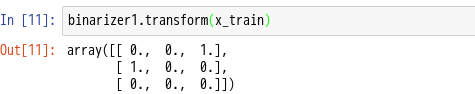 In [11]: binarizer1.transform(x_train)
Out[11]: array([[ 0.,  0.,  1.],
[ 1.,  0.,  0.],
[ 0.,  0.,  0.]])